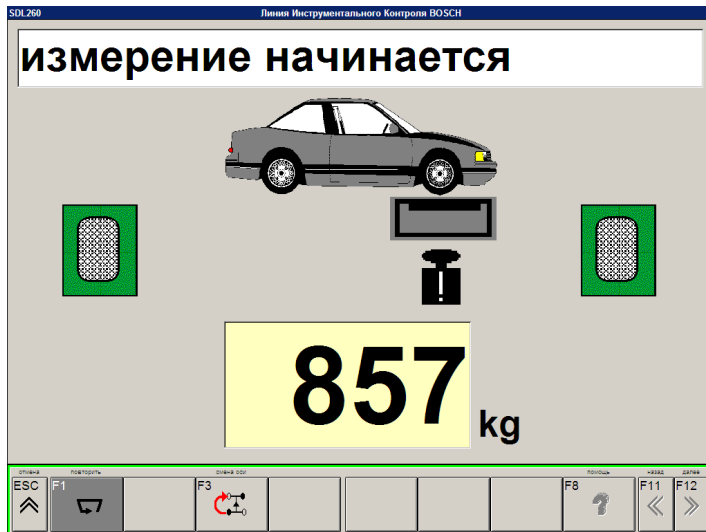 SDL260 Линия Инструментального Контроля BOSCH
измерение начинается
857 kg
отмена повторить смена оси помощь назад далее
ESC F1 F3 F8 F11 F12